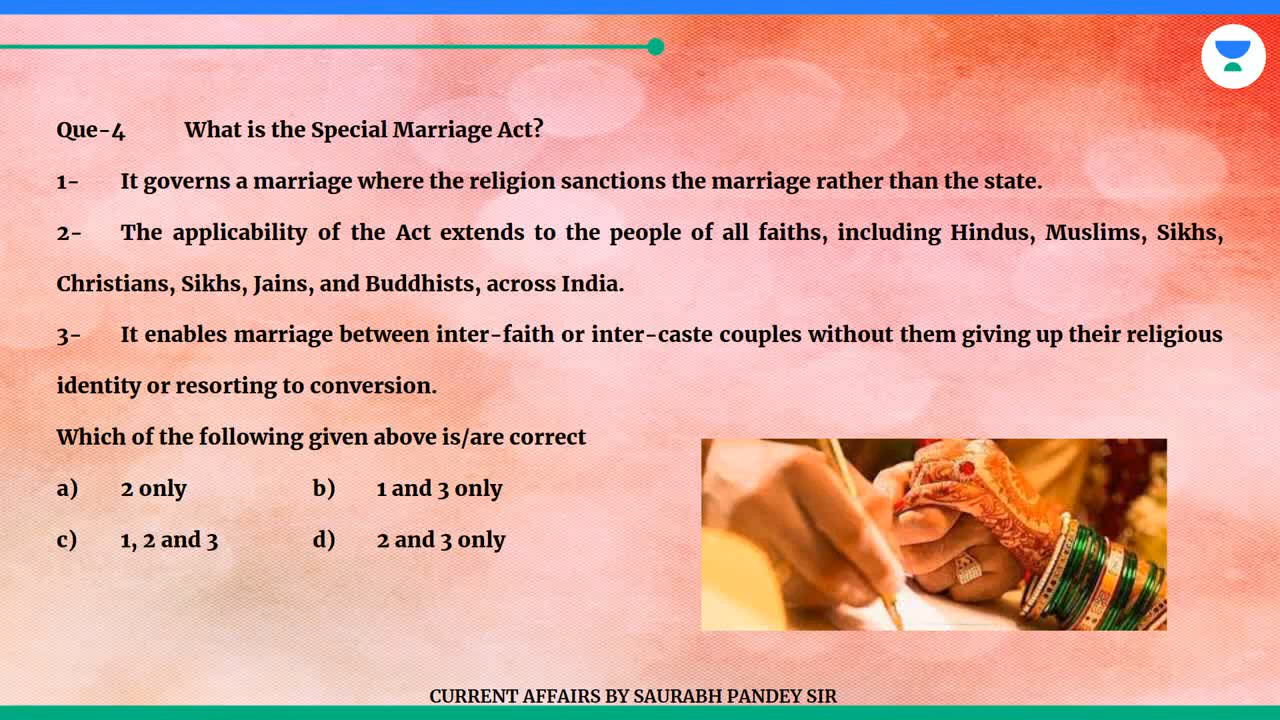 Que-4 What is the Special Marriage Act?
1- It governs a marriage where the religion sanctions the marriage rather than the state.
2- The applicability of the Act extends to the people of all faiths, including Hindus, Muslims, Sikhs,
Christians, Sikhs, Jains, and Buddhists, across India.
3- It enables marriage between inter-faith or inter-caste couples without them giving up their religious
identity or resorting to conversion.
Which of the following given above is/are correct
a) 2 only b) 1 and 3 only
c) 1, 2 and 3 d) 2 and 3 only
CURRENT AFFAIRS BY SAURABH PANDEY SIR